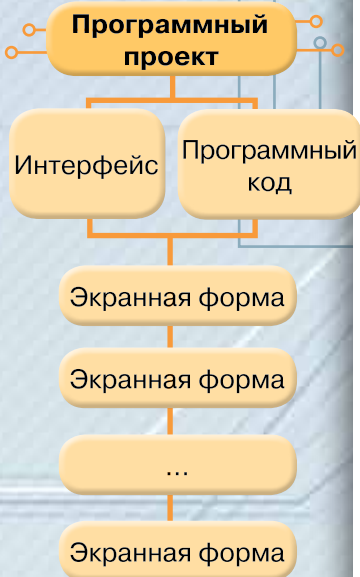 Программный
проект
Интерфейс
Программный
код
Экранная форма
Экранная форма
...
Экранная форма